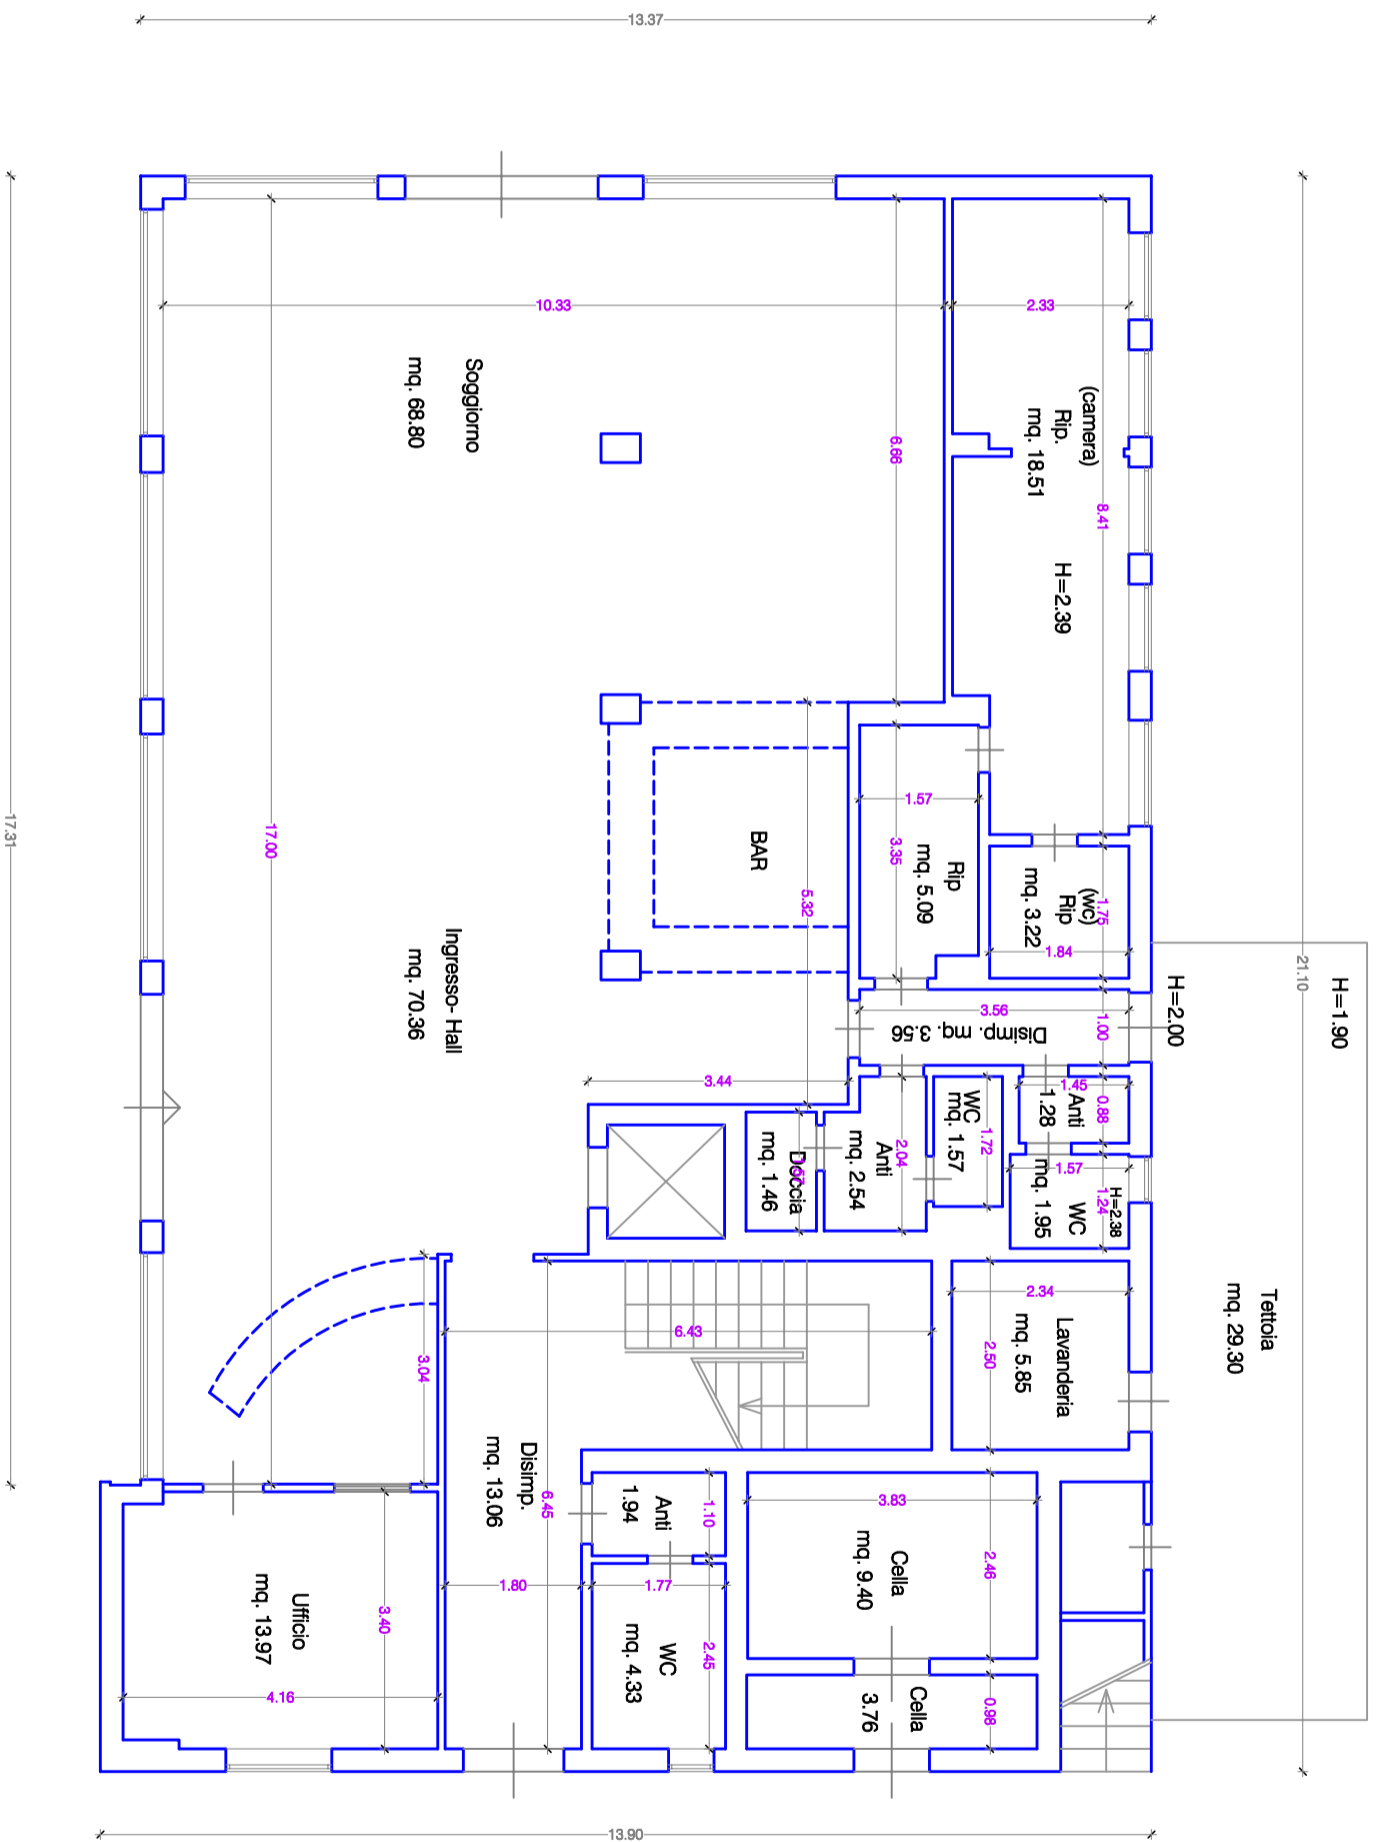 13.37
17.31
21.10
13.90
10.33
2.33
Soggiorno
mq. 68.80
6.66
(camera)
Rip.
mq. 18.51
8.41
H=2.39
17.00
BAR
5.32
1.57
3.35
Rip
mq. 5.09
(wc)
Rip
mq. 3.22
1.75
1.84
Ingresso- Hall
mq. 70.36
3.56
Disimp. mq. 3.56
1.00
H=2.00
H=1.90
3.44
1.45
Anti
1.28
0.88
WC
mq. 1.57
1.72
Anti
mq. 2.54
2.04
Doccia
mq. 1.46
1.57
H=2.38
WC
mq. 1.95
1.24
Tettoia
mq. 29.30
2.34
Lavanderia
mq. 5.85
2.50
6.43
3.04
Disimp.
mq. 13.06
6.45
Anti
1.94
1.10
3.83
Cella
mq. 9.40
2.46
1.80
1.77
WC
mq. 4.33
2.45
Ufficio
mq. 13.97
3.40
4.16
Cella
3.76
0.98